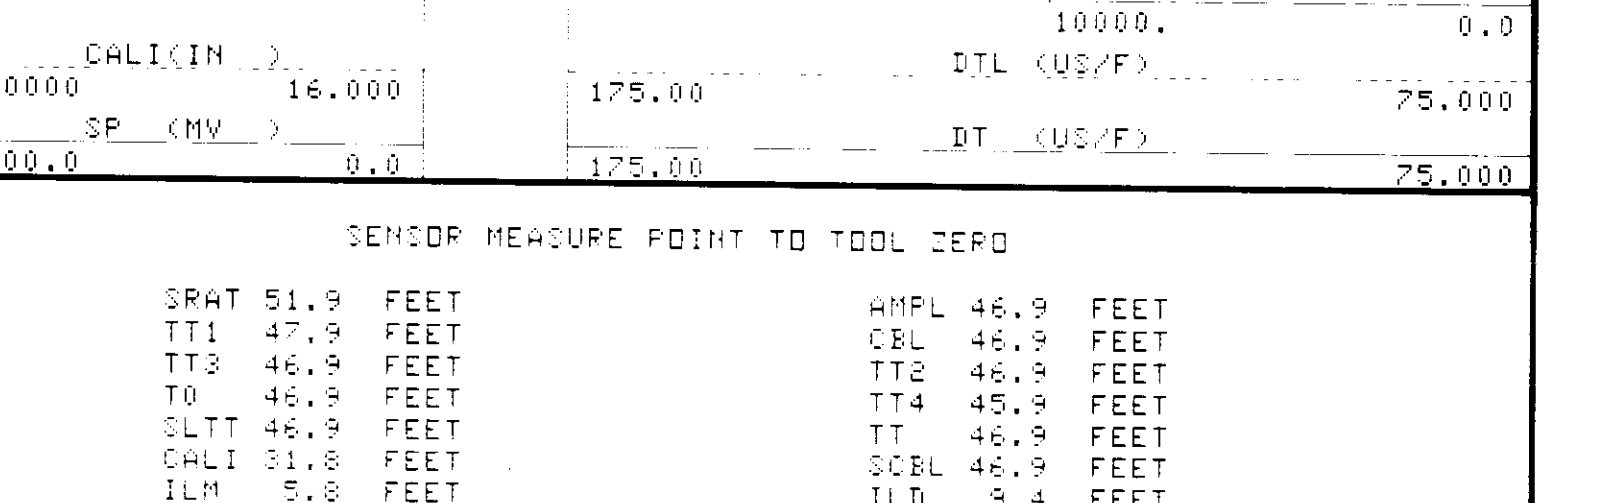 10000. 0.0
CALI(IN ) DTL (US/F)
0000 16.000 175.00 75.000
SP (MV ) DT (US/F)
00.0 0.0 175.00 75.000
SENSOR MEASURE POINT TO TOOL ZERO
SRAT 51.9 FEET AMPL 46.9 FEET
TT1 47.9 FEET CBL 46.9 FEET
TT3 46.9 FEET TT2 46.9 FEET
T0 46.9 FEET TT4 45.9 FEET
SLTT 46.9 FEET TT 46.9 FEET
CALI 31.8 FEET SCBL 46.9 FEET
ILM 5.8 FEET ILD 9.4 FEET